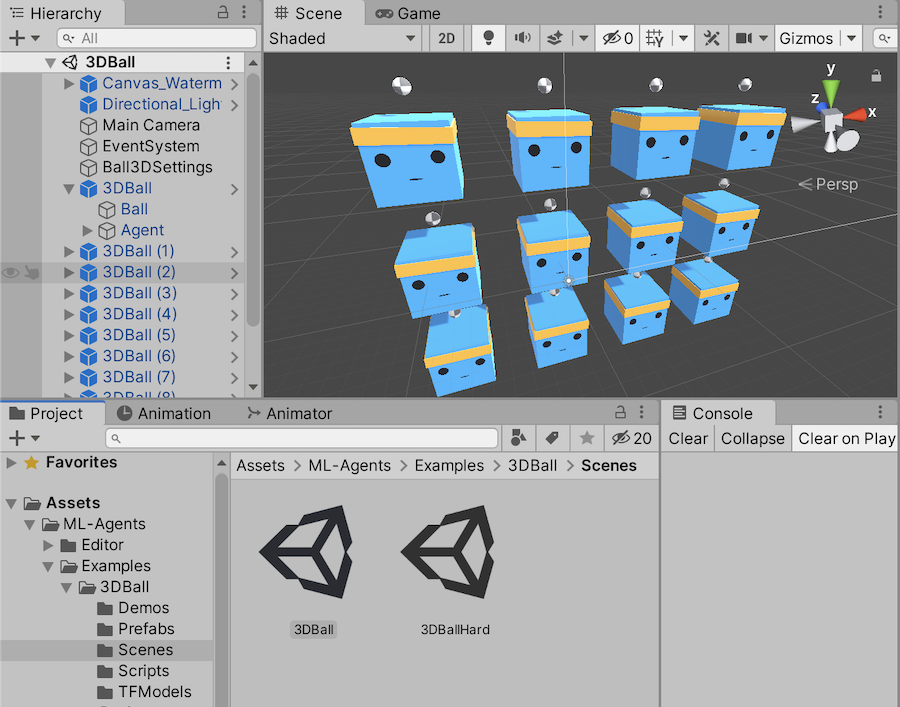 Hierarchy
All
3DBall
Canvas_Waterm
Directional_Ligh
Main Camera
EventSystem
Ball3DSettings
3DBall
Ball
Agent
3DBall (1)
3DBall (2)
3DBall (3)
3DBall (4)
3DBall (5)
3DBall (6)
3DBall (7)
3DBall (8)
Scene Game
Shaded 2D 0 Gizmos
y
z
x
Persp
Project Animation Animator
20
Favorites
Assets
ML-Agents
Editor
Examples
3DBall
Demos
Prefabs
Scenes
Scripts
TFModels
Assets > ML-Agents > Examples > 3DBall > Scenes
3DBall 3DBallHard
Console
Clear Collapse Clear on Play